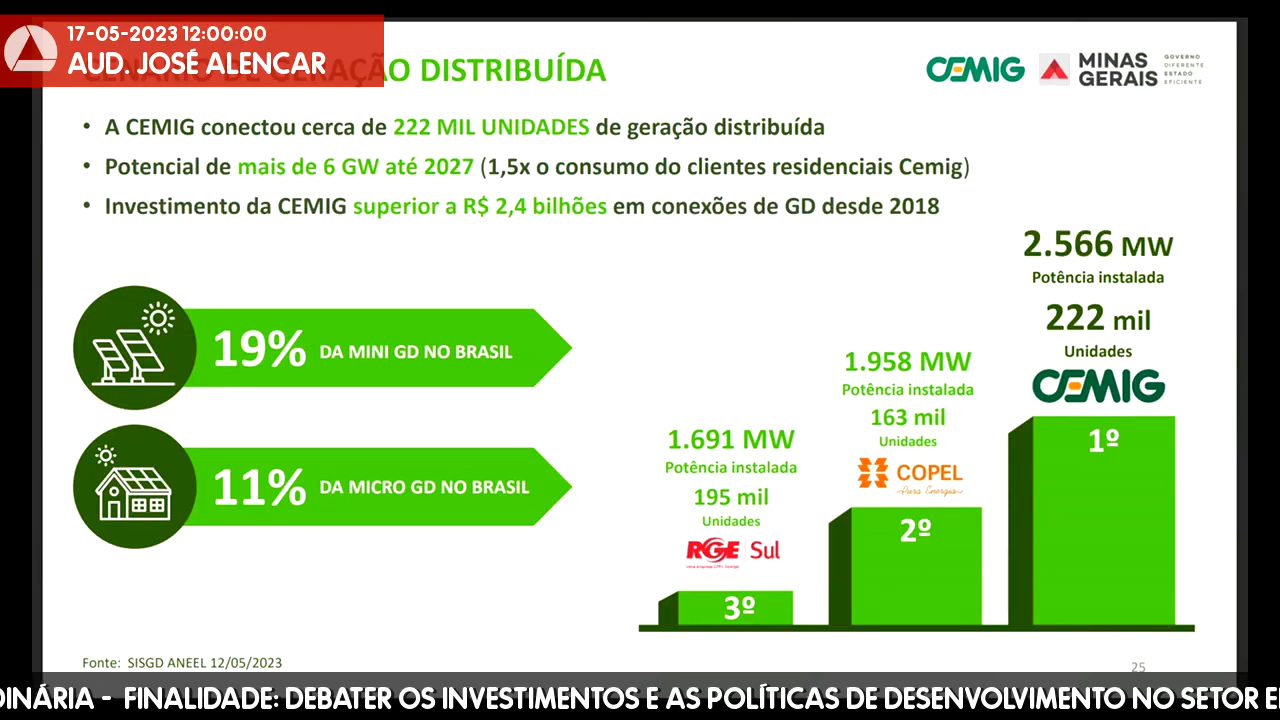 17-05-2023 12:00:00
AUD. JOSÉ ALENCAR
GERAÇÃO DISTRIBUÍDA
CEMIG
MINAS GERAIS
GOVERNO
DIFERENTE
ESTADO
EFICIENTE
• A CEMIG conectou cerca de 222 MIL UNIDADES de geração distribuída
• Potencial de mais de 6 GW até 2027 (1,5x o consumo do clientes residenciais Cemig)
• Investimento da CEMIG superior a R$ 2,4 bilhões em conexões de GD desde 2018
19% DA MINI GD NO BRASIL
11% DA MICRO GD NO BRASIL
1.691 MW
Potência instalada
195 mil
Unidades
RGE Sul
3º
1.958 MW
Potência instalada
163 mil
Unidades
COPEL
Pura Energia
2º
2.566 MW
Potência instalada
222 mil
Unidades
CEMIG
1º
Fonte: SISGD ANEEL 12/05/2023
25
DINÁRIA - FINALIDADE: DEBATER OS INVESTIMENTOS E AS POLÍTICAS DE DESENVOLVIMENTO NO SETOR E